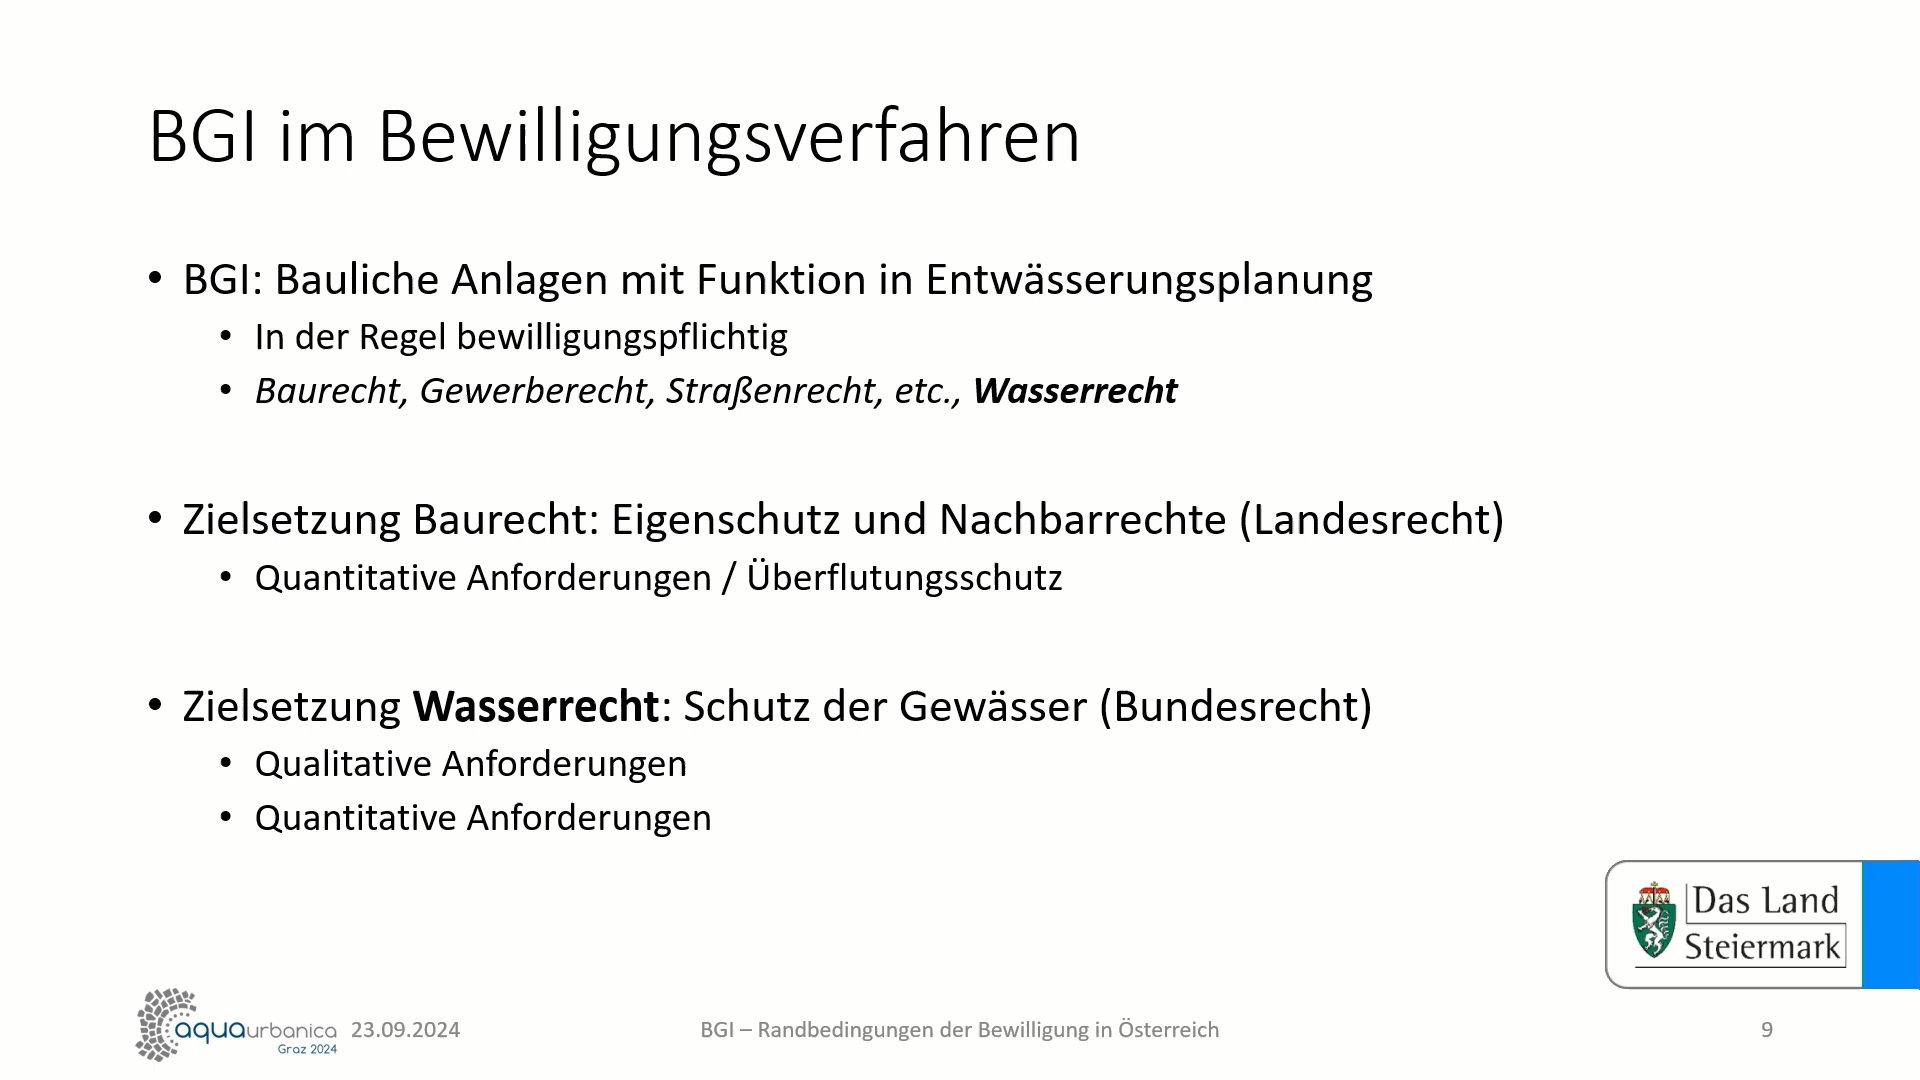 BGI im Bewilligungsverfahren
• BGI: Bauliche Anlagen mit Funktion in Entwässerungsplanung
• In der Regel bewilligungspflichtig
• Baurecht, Gewerberecht, Straßenrecht, etc., Wasserrecht
• Zielsetzung Baurecht: Eigenschutz und Nachbarrechte (Landesrecht)
• Quantitative Anforderungen / Überflutungsschutz
• Zielsetzung Wasserrecht: Schutz der Gewässer (Bundesrecht)
• Qualitative Anforderungen
• Quantitative Anforderungen
Das Land
Steiermark
aquaurbanica
Graz 2024
23.09.2024
BGI – Randbedingungen der Bewilligung in Österreich
9